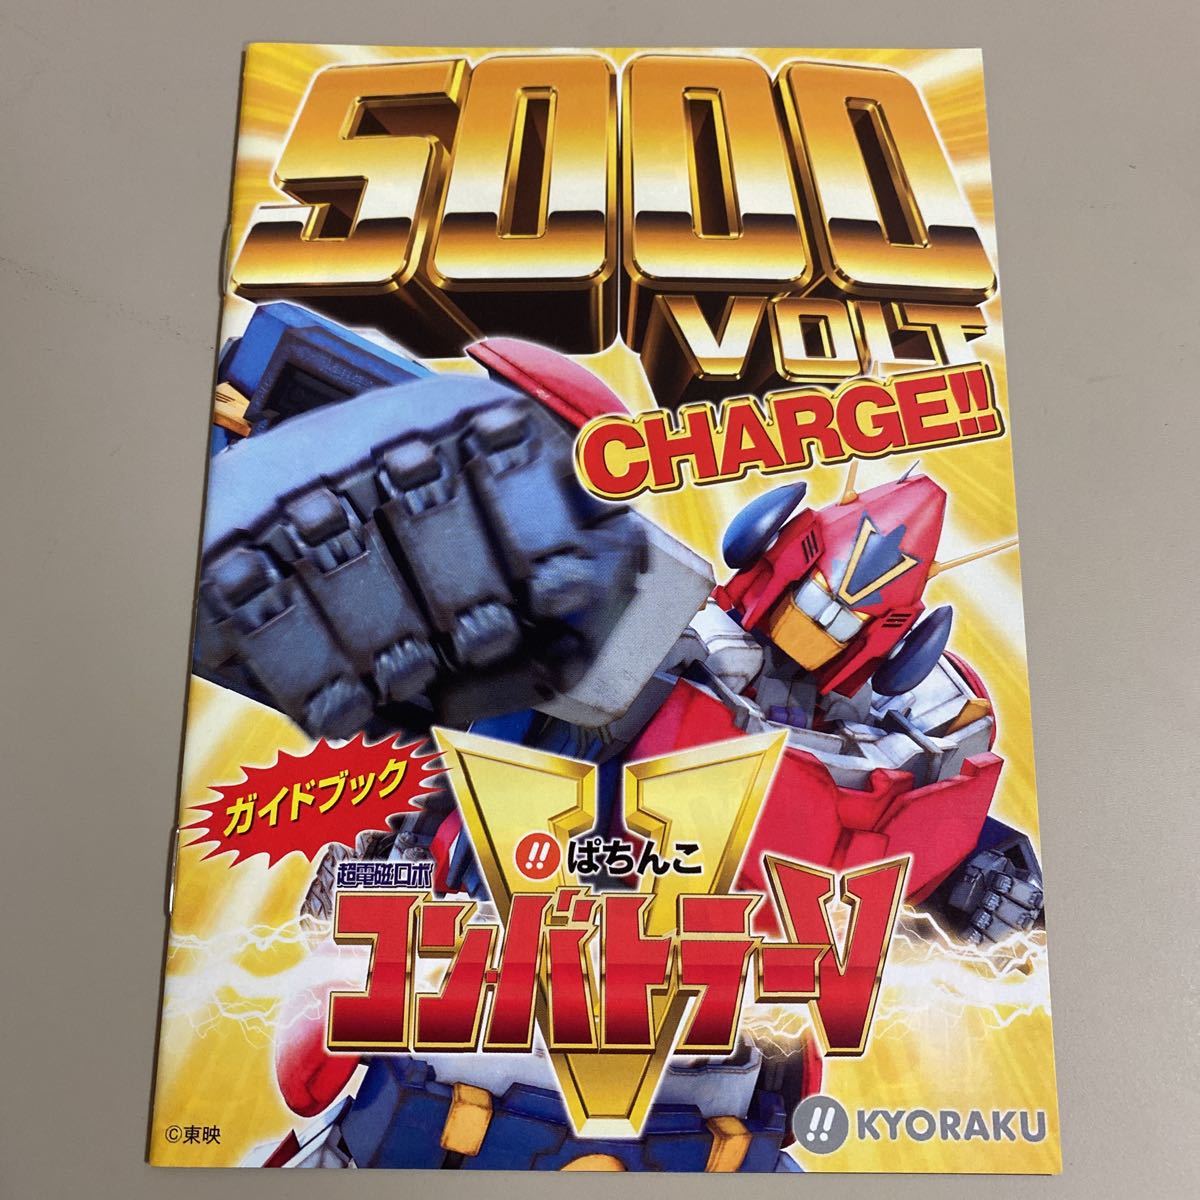 5000
VOLT
CHARGE!!
V
ガイドブック
!! ぱちんこ
超電磁ロボ
コン・バトラーV
©東映
!! KYORAKU